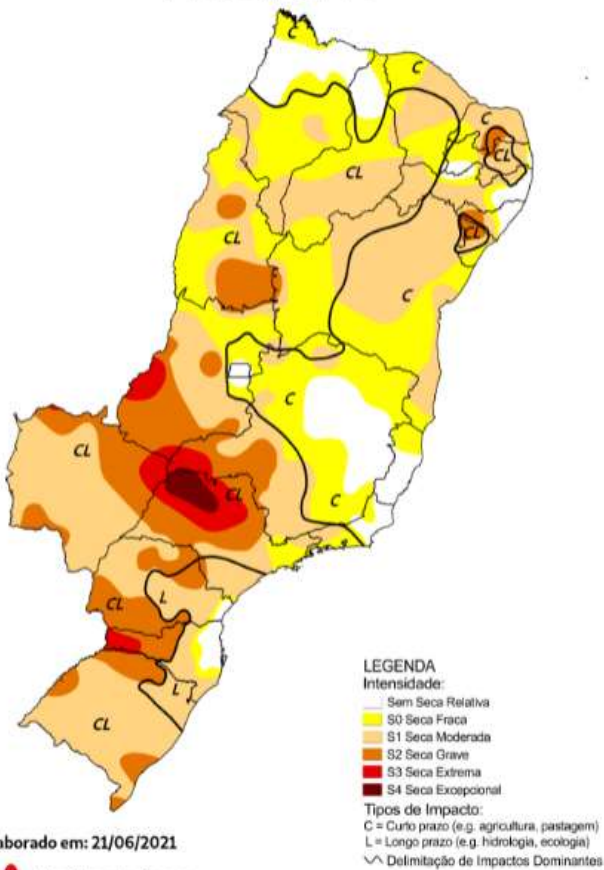 C
C
C
CL
CL
CL
CL
C
C
CL
CL
C
CL
L
L
CL
LEGENDA
Intensidade:
Sem Seca Relativa
S0 Seca Fraca
S1 Seca Moderada
S2 Seca Grave
S3 Seca Extrema
S4 Seca Excepcional
Tipos de Impacto:
C = Curto prazo (e.g. agricultura, pastagem)
L = Longo prazo (e.g. hidrologia, ecologia)
Delimitação de Impactos Dominantes
aborado em: 21/06/2021